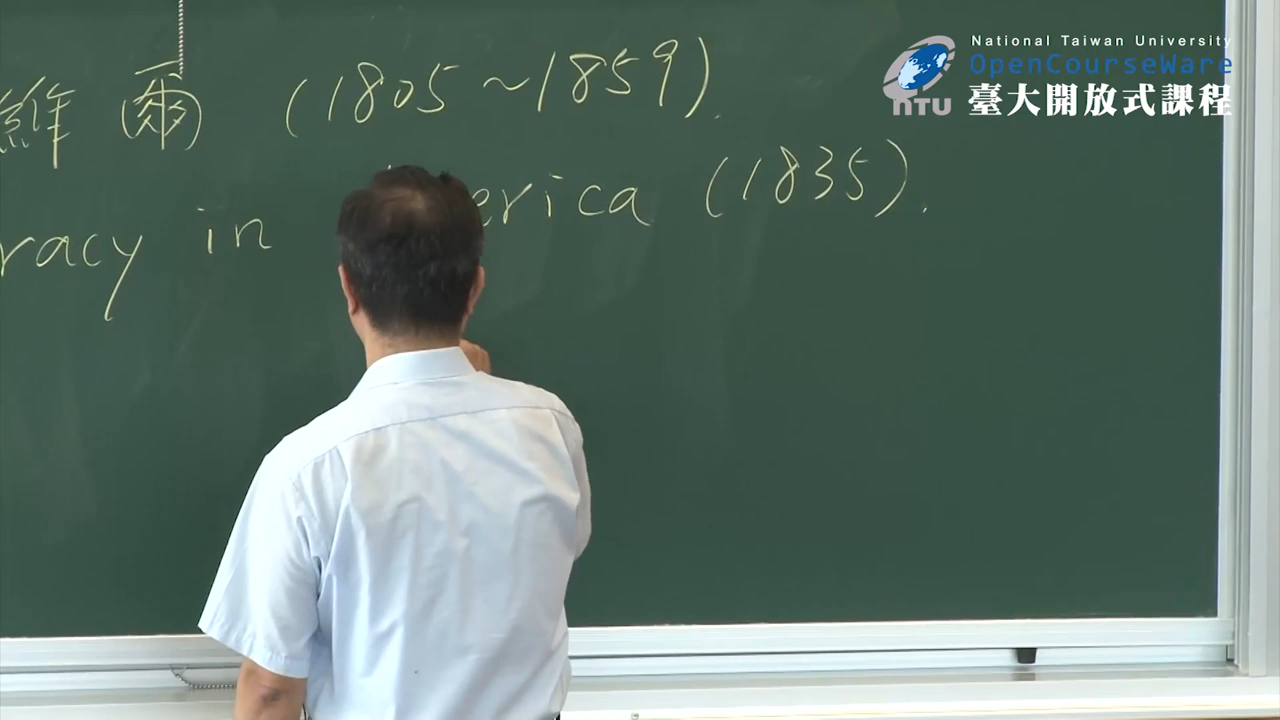 National Taiwan University
OpenCourseWare
NTU 臺大開放式課程
維爾 (1805~1859).
racy in erica (1835).